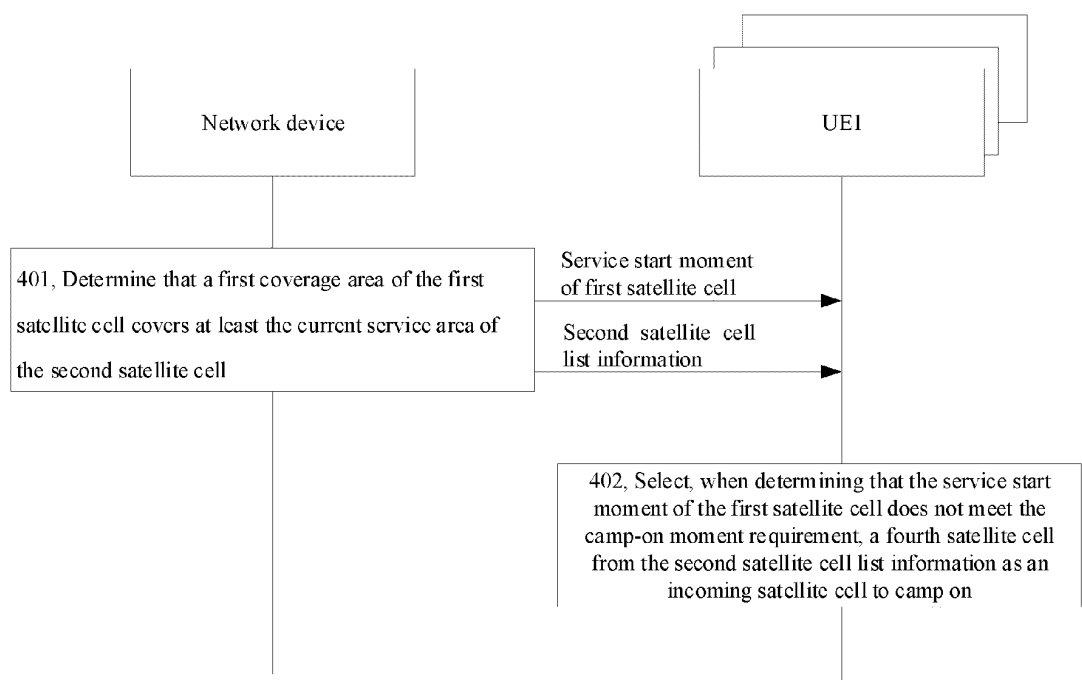 Network device
UE1
401, Determine that a first coverage area of the first
satellite cell covers at least the current service area of
the second satellite cell
Service start moment
of first satellite cell
Second satellite cell
list information
402, Select, when determining that the service start
moment of the first satellite cell does not meet the
camp-on moment requirement, a fourth satellite cell
from the second satellite cell list information as an
incoming satellite cell to camp on